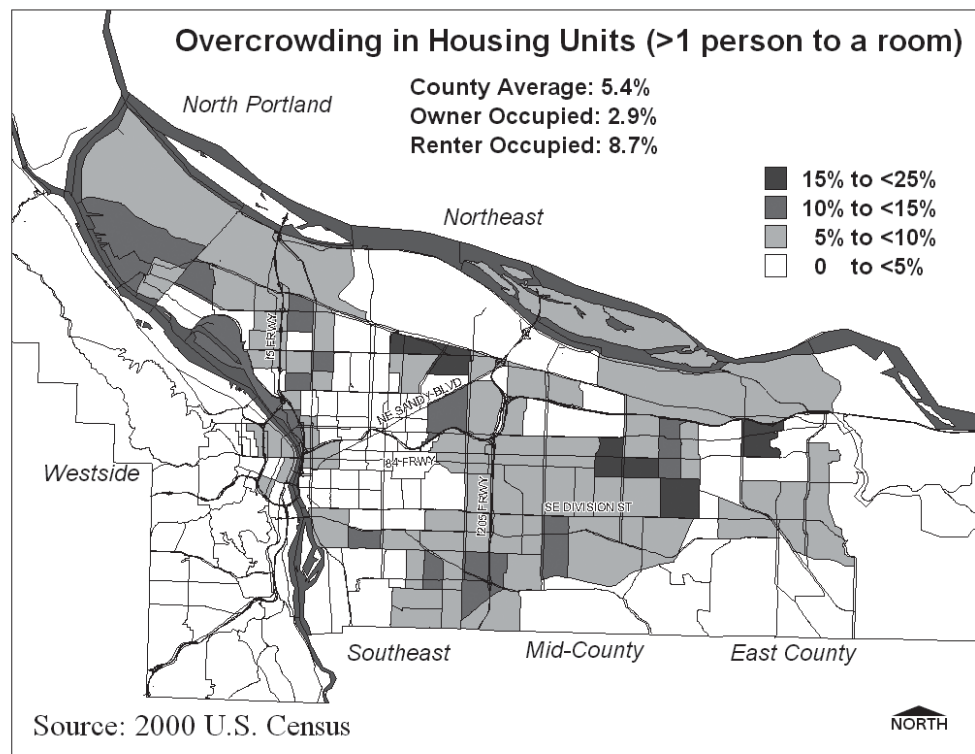 Overcrowding in Housing Units (>1 person to a room)
County Average: 5.4%
Owner Occupied: 2.9%
Renter Occupied: 8.7%
North Portland
Northeast
15% to <25%
10% to <15%
5% to <10%
0 to <5%
I5 FRWY
NE SANDY BLVD
Westside
84 FRWY
I205 FRWY
SE DIVISION ST
Southeast
Mid-County
East County
Source: 2000 U.S. Census
NORTH